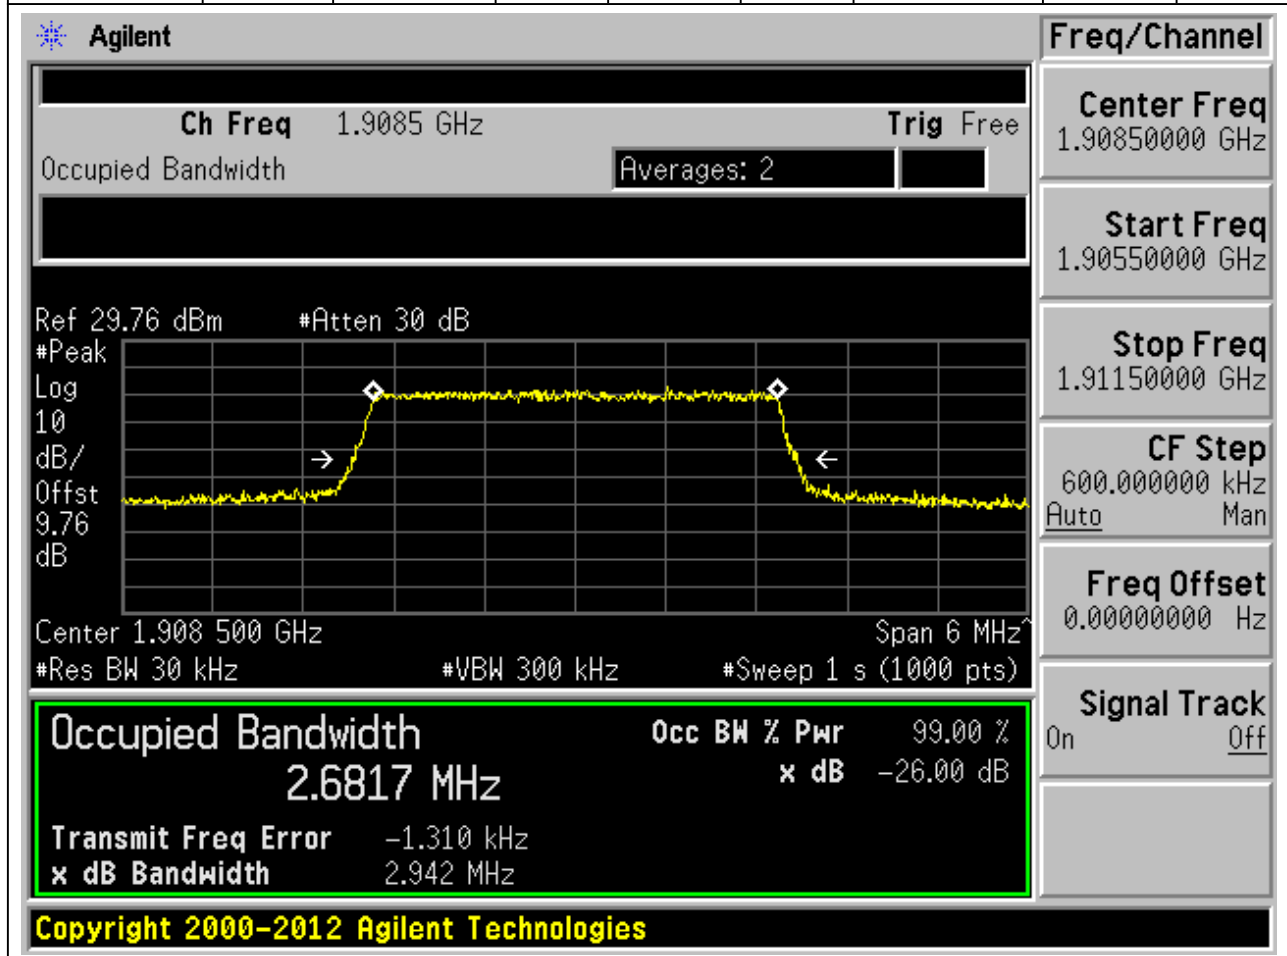 Agilent
Freq/Channel
Ch Freq 1.9085 GHz Trig Free
Occupied Bandwidth Averages: 2
Center Freq
1.90850000 GHz
Start Freq
1.90550000 GHz
Stop Freq
1.91150000 GHz
CF Step
600.000000 kHz
Auto Man
Freq Offset
0.00000000 Hz
Signal Track
On Off
Ref 29.76 dBm #Atten 30 dB
#Peak
Log
10
dB/
Offst
9.76
dB
Center 1.908 500 GHz Span 6 MHz^
#Res BW 30 kHz #VBW 300 kHz #Sweep 1 s (1000 pts)
Occupied Bandwidth Occ BW % Pwr 99.00 %
2.6817 MHz x dB -26.00 dB
Transmit Freq Error -1.310 kHz
x dB Bandwidth 2.942 MHz
Copyright 2000-2012 Agilent Technologies